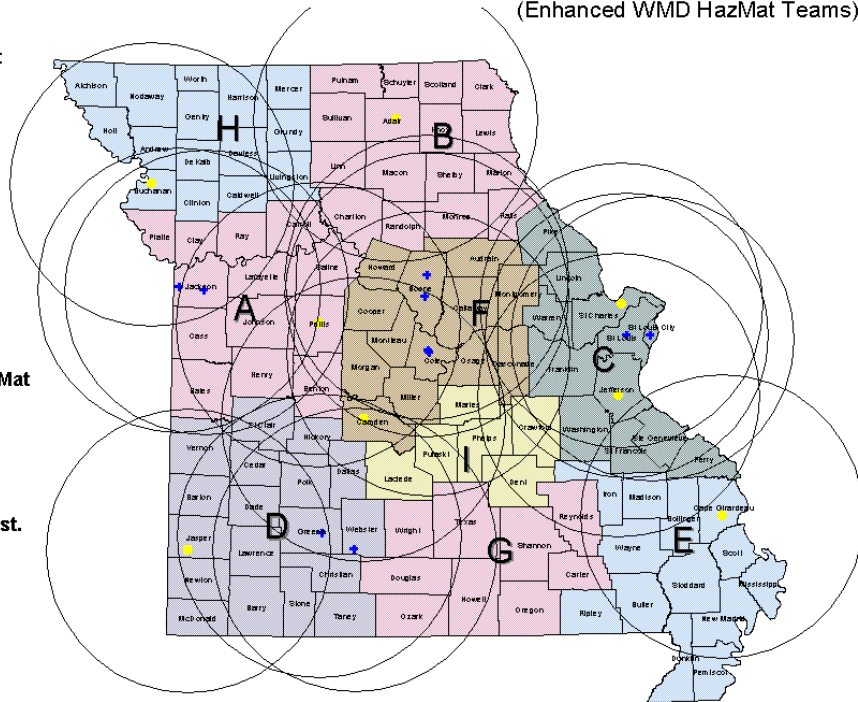 (Enhanced WMD HazMat Teams)
Mat
st.
Atchison
Nodaway
Worth
Harrison
Mercer
Putnam
Schuyler
Scotland
Clark
Holt
Gentry
Grundy
Sullivan
Adair
Knox
Lewis
H
B
Andrew
De Kalb
Daviess
Livingston
Linn
Macon
Shelby
Marion
Buchanan
Clinton
Caldwell
Carroll
Chariton
Randolph
Monroe
Ralls
Pike
Platte
Clay
Ray
Saline
Howard
Audrain
Jackson
Lafayette
Boone
Callaway
Montgomery
Lincoln
A
Johnson
Pettis
Cooper
F
Warren
St Charles
St Louis City
St Louis
Cass
Moniteau
Cole
Osage
Gasconade
Franklin
C
Henry
Morgan
Bates
Benton
Miller
Maries
Jefferson
St Clair
Hickory
Camden
Phelps
Crawford
Washington
Ste Genevieve
St Francois
Perry
Vernon
Cedar
Polk
Dallas
Laclede
Pulaski
I
Dent
Iron
Madison
Barton
Dade
Greene
Webster
Wright
Texas
Reynolds
Bollinger
Cape Girardeau
D
Jasper
Lawrence
G
Shannon
Wayne
E
Scott
Newton
Christian
Douglas
Howell
Carter
Stoddard
Mississippi
McDonald
Barry
Stone
Taney
Ozark
Oregon
Ripley
Butler
New Madrid
Dunklin
Pemiscot